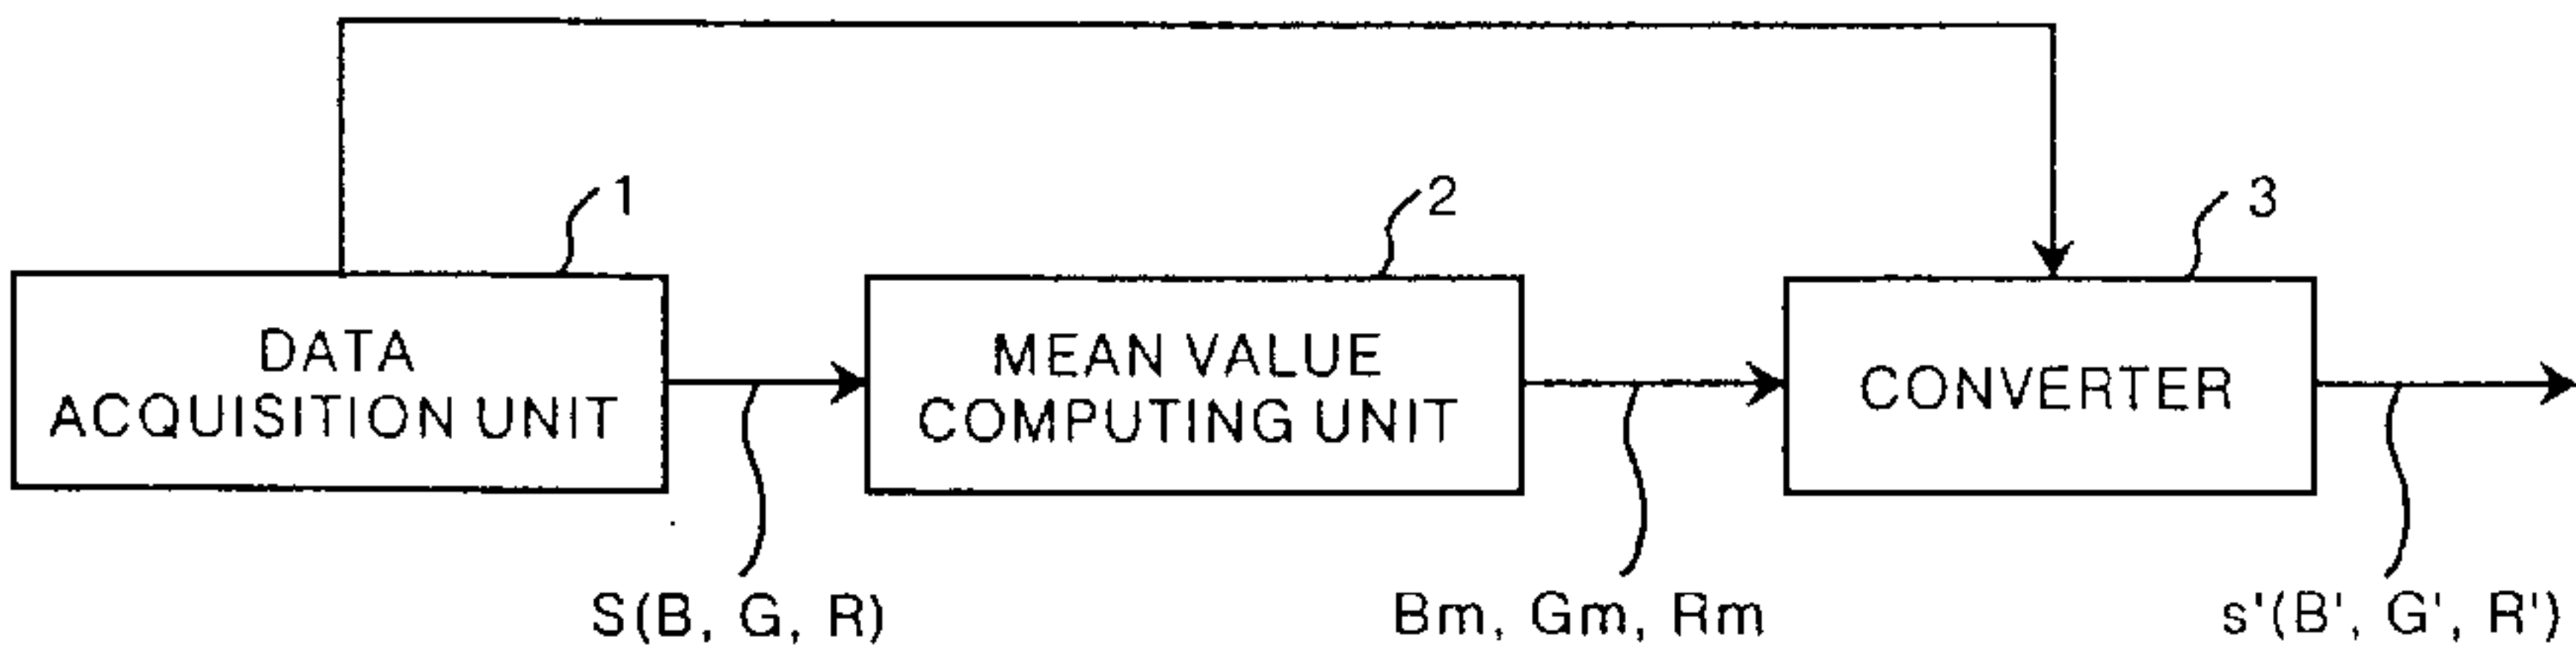 1
2
3
DATA
ACQUISITION UNIT
MEAN VALUE
COMPUTING UNIT
CONVERTER
S(B, G, R)
Bm, Gm, Rm
s'(B', G', R')